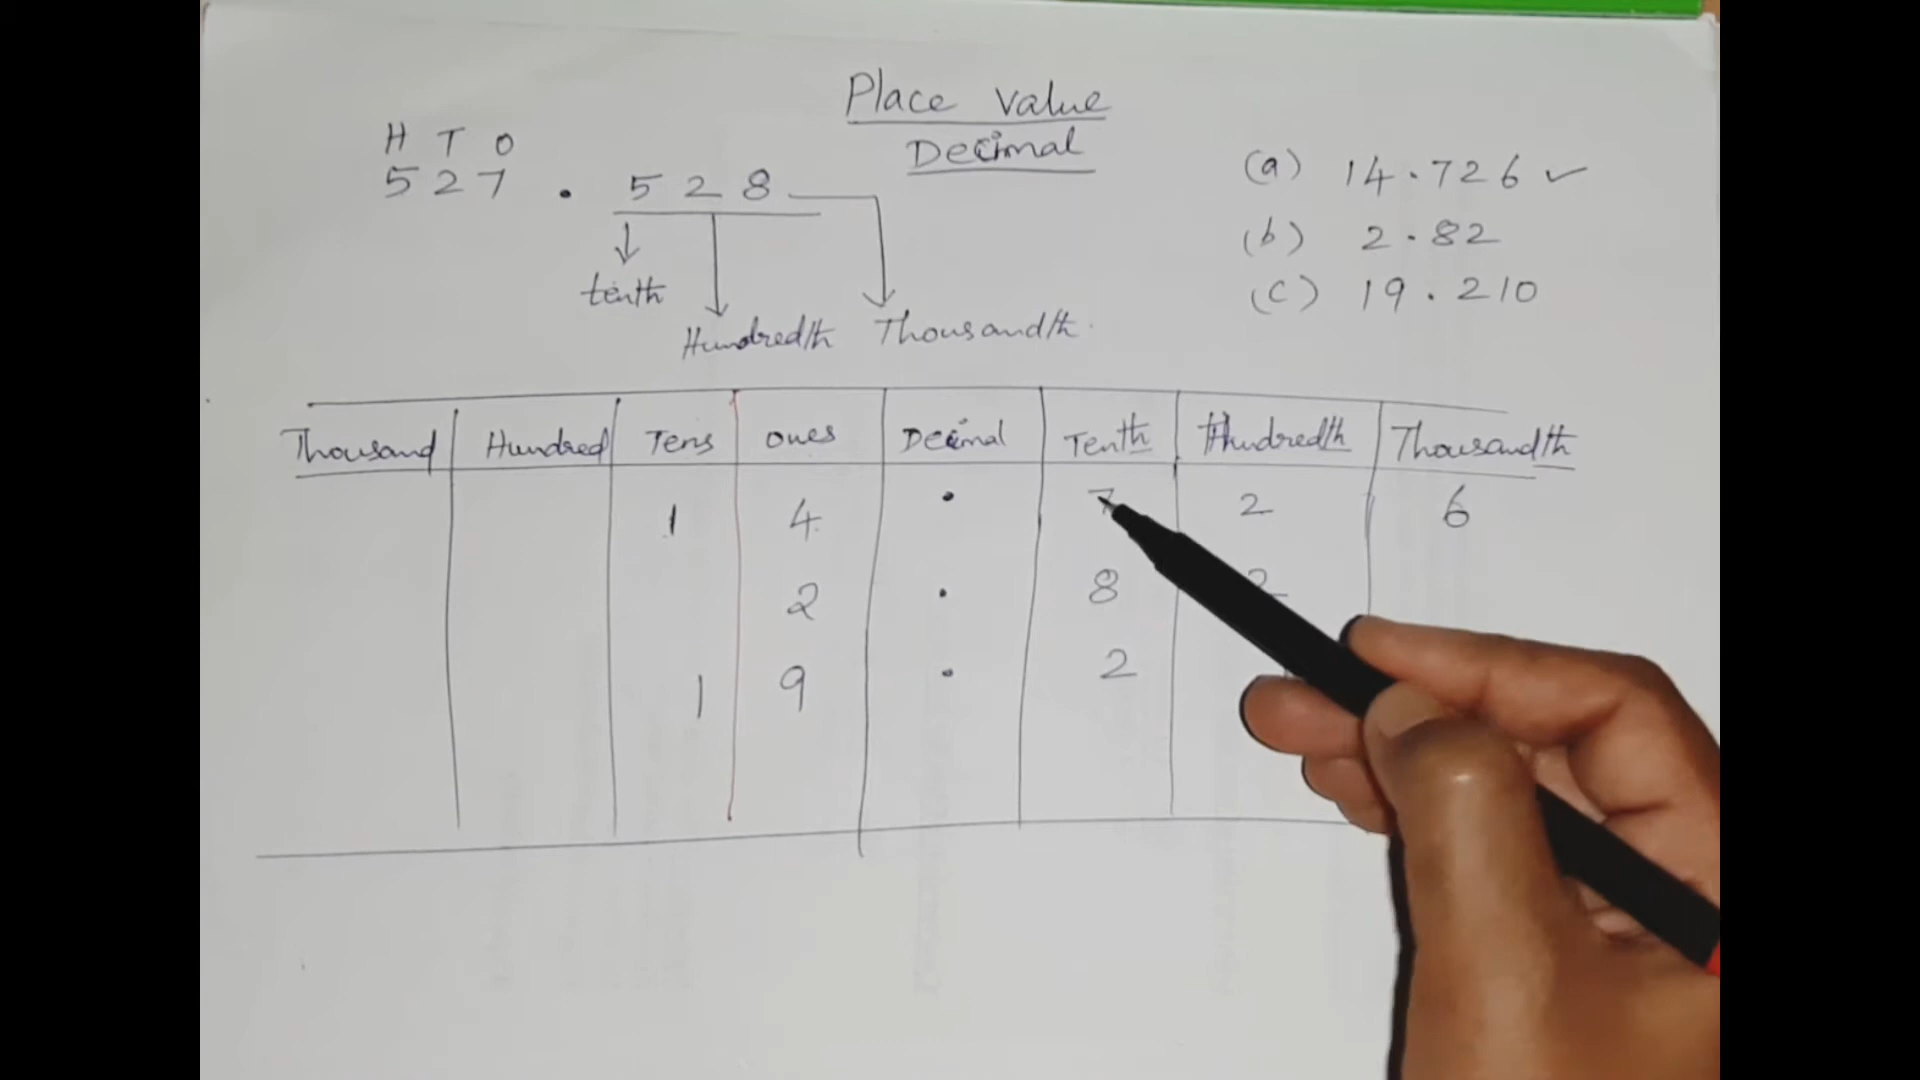 Place Value
Decimal
H T O
527 . 528
tenth
Hundredth Thousandth
(a) 14.726 ✓
(b) 2.82
(c) 19.210
Thousand Hundred Tens ones Decimal Tenth Hundredth Thousandth
1 4 . 7 2 6
2 . 8 2
1 9 . 2